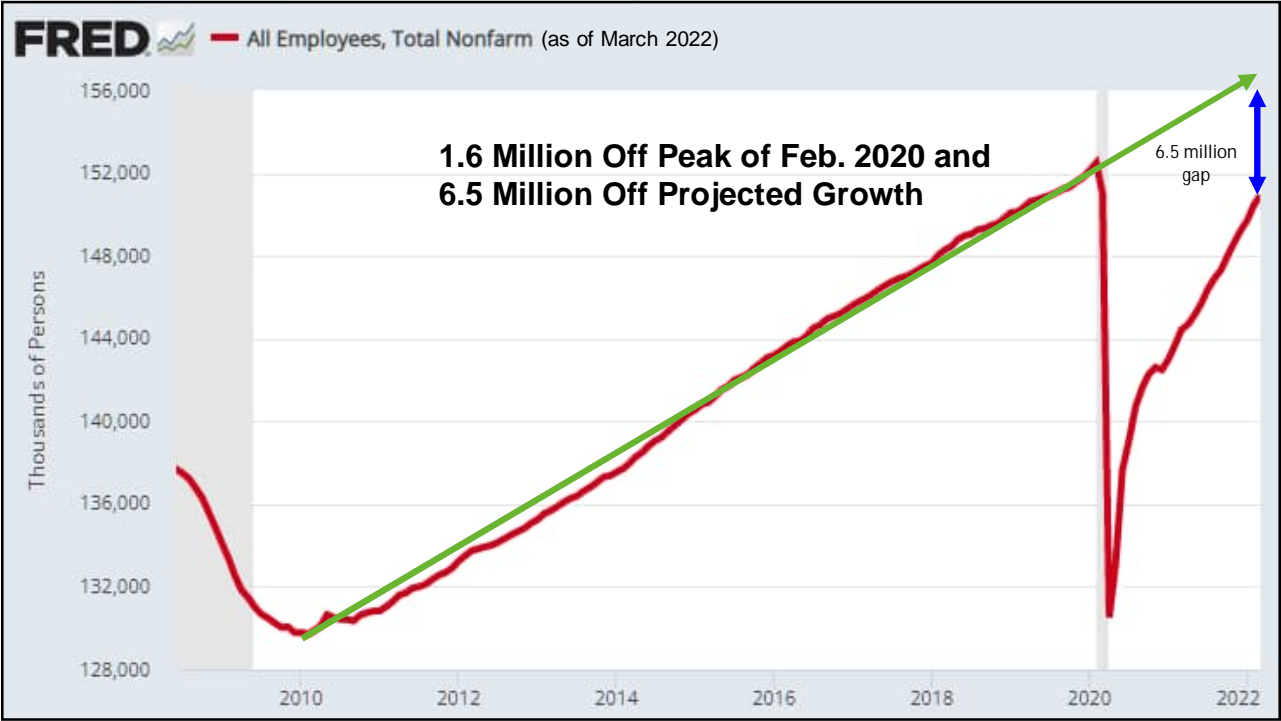 FRED All Employees, Total Nonfarm (as of March 2022)
156,000
152,000
148,000
144,000
140,000
136,000
132,000
128,000
Thousands of Persons
1.6 Million Off Peak of Feb. 2020 and
6.5 Million Off Projected Growth
6.5 million
gap
2010 2012 2014 2016 2018 2020 2022